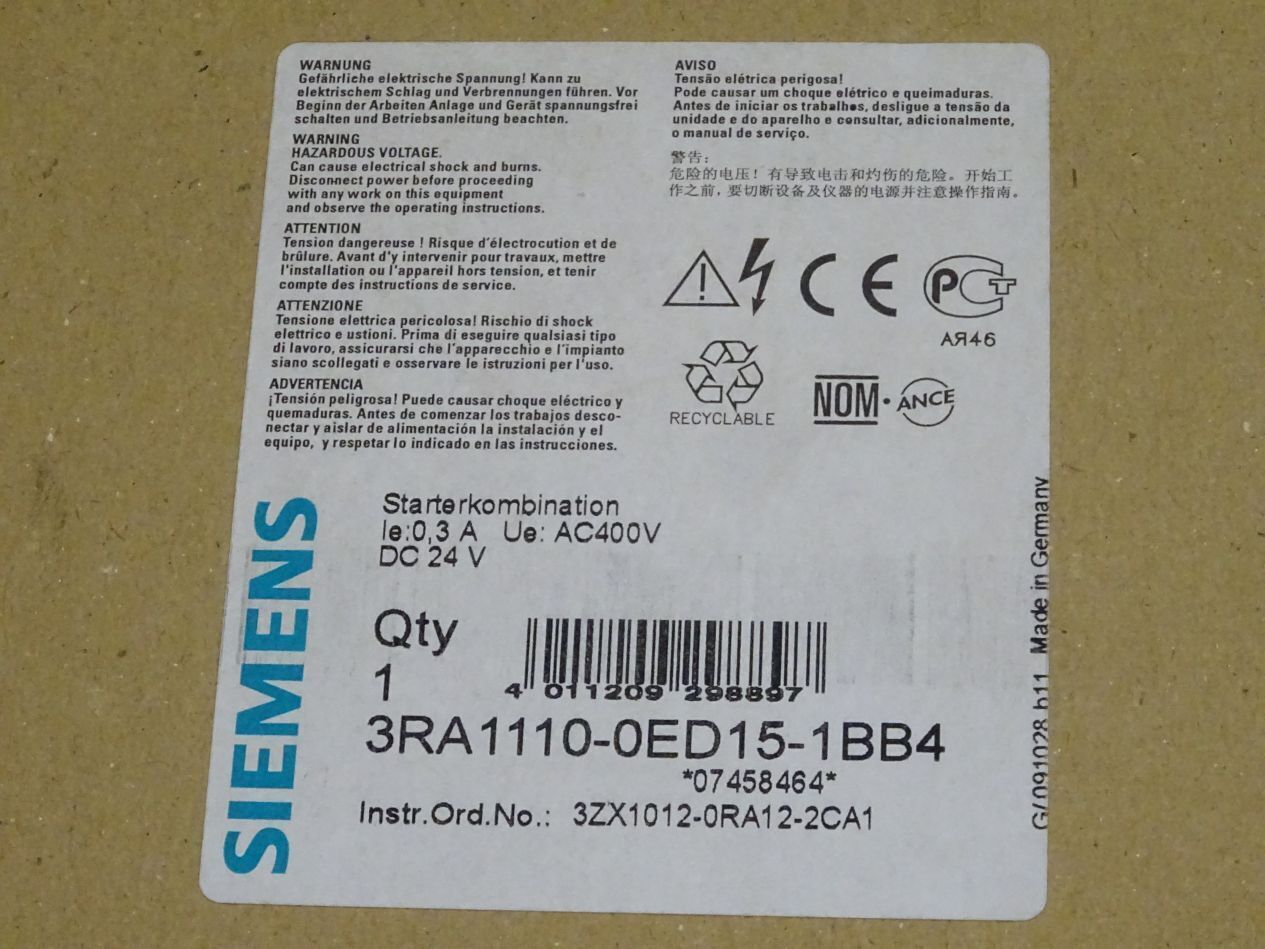 WARNUNG
Gefährliche elektrische Spannung! Kann zu
elektrischem Schlag und Verbrennungen führen. Vor
Beginn der Arbeiten Anlage und Gerät spannungsfrei
schalten und Betriebsanleitung beachten.
WARNING
HAZARDOUS VOLTAGE.
Can cause electrical shock and burns.
Disconnect power before proceeding
with any work on this equipment
and observe the operating instructions.
ATTENTION
Tension dangereuse ! Risque d'électrocution et de
brûlure. Avant d'y intervenir pour travaux, mettre
l'installation ou l'appareil hors tension, et tenir
compte des instructions de service.
ATTENZIONE
Tensione elettrica pericolosa! Rischio di shock
elettrico e ustioni. Prima di eseguire qualsiasi tipo
di lavoro, assicurarsi che l'apparecchio e l'impianto
siano scollegati e osservare le istruzioni per l'uso.
ADVERTENCIA
¡Tensión peligrosa! Puede causar choque eléctrico y
quemaduras. Antes de comenzar los trabajos desco-
nectar y aislar de alimentación la instalación y el
equipo, y respetar lo indicado en las instrucciones.
AVISO
Tensão elétrica perigosa!
Pode causar um choque elétrico e queimaduras.
Antes de iniciar os trabalhos, desligue a tensão da
unidade e do aparelho e consultar, adicionalmente,
o manual de serviço.
警告:
危险的电压! 有导致电击和灼伤的危险。开始工
作之前,要切断设备及仪器的电源并注意操作指南。
CE
PCT
АЯ46
RECYCLABLE
NOM·ANCE
SIEMENS
Starterkombination
Ie:0,3 A Ue: AC400V
DC 24 V
Qty
1
4 011209 298897
3RA1110-0ED15-1BB4
*07458464*
Instr.Ord.No.: 3ZX1012-0RA12-2CA1
G/091028 h11 Made in Germany